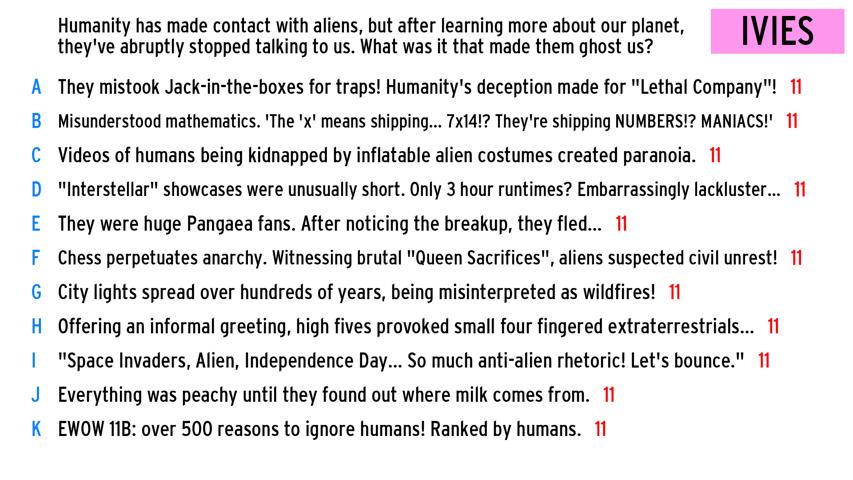 Humanity has made contact with aliens, but after learning more about our planet,
they've abruptly stopped talking to us. What was it that made them ghost us?
IVIES
A They mistook Jack-in-the-boxes for traps! Humanity's deception made for "Lethal Company"! 11
B Misunderstood mathematics. 'The 'x' means shipping... 7x14!? They're shipping NUMBERS!? MANIACS!' 11
C Videos of humans being kidnapped by inflatable alien costumes created paranoia. 11
D "Interstellar" showcases were unusually short. Only 3 hour runtimes? Embarrassingly lackluster... 11
E They were huge Pangaea fans. After noticing the breakup, they fled... 11
F Chess perpetuates anarchy. Witnessing brutal "Queen Sacrifices", aliens suspected civil unrest! 11
G City lights spread over hundreds of years, being misinterpreted as wildfires! 11
H Offering an informal greeting, high fives provoked small four fingered extraterrestrials... 11
I "Space Invaders, Alien, Independence Day... So much anti-alien rhetoric! Let's bounce." 11
J Everything was peachy until they found out where milk comes from. 11
K EWOW 11B: over 500 reasons to ignore humans! Ranked by humans. 11